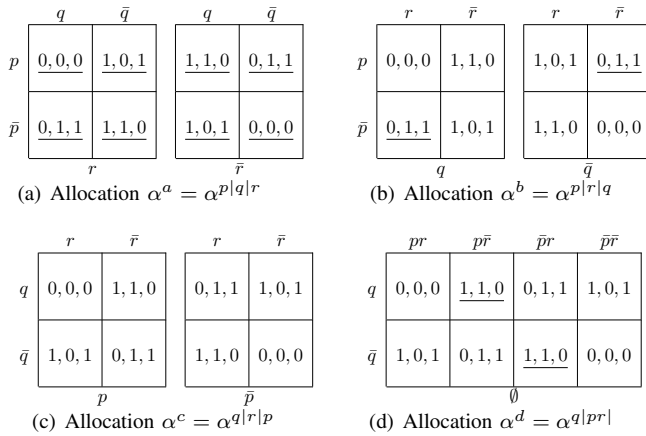 q q̄ q q̄
p 0,0,0 1,0,1 1,1,0 0,1,1
p̄ 0,1,1 1,1,0 1,0,1 0,0,0
r r̄
(a) Allocation α^a = α^{p|q|r}
r r̄ r r̄
p 0,0,0 1,1,0 1,0,1 0,1,1
p̄ 0,1,1 1,0,1 1,1,0 0,0,0
q q̄
(b) Allocation α^b = α^{p|r|q}
r r̄ r r̄
q 0,0,0 1,1,0 0,1,1 1,0,1
q̄ 1,0,1 0,1,1 1,1,0 0,0,0
p p̄
(c) Allocation α^c = α^{q|r|p}
pr pr̄ p̄r p̄r̄
q 0,0,0 1,1,0 0,1,1 1,0,1
q̄ 1,0,1 0,1,1 1,1,0 0,0,0
∅
(d) Allocation α^d = α^{q|pr|}